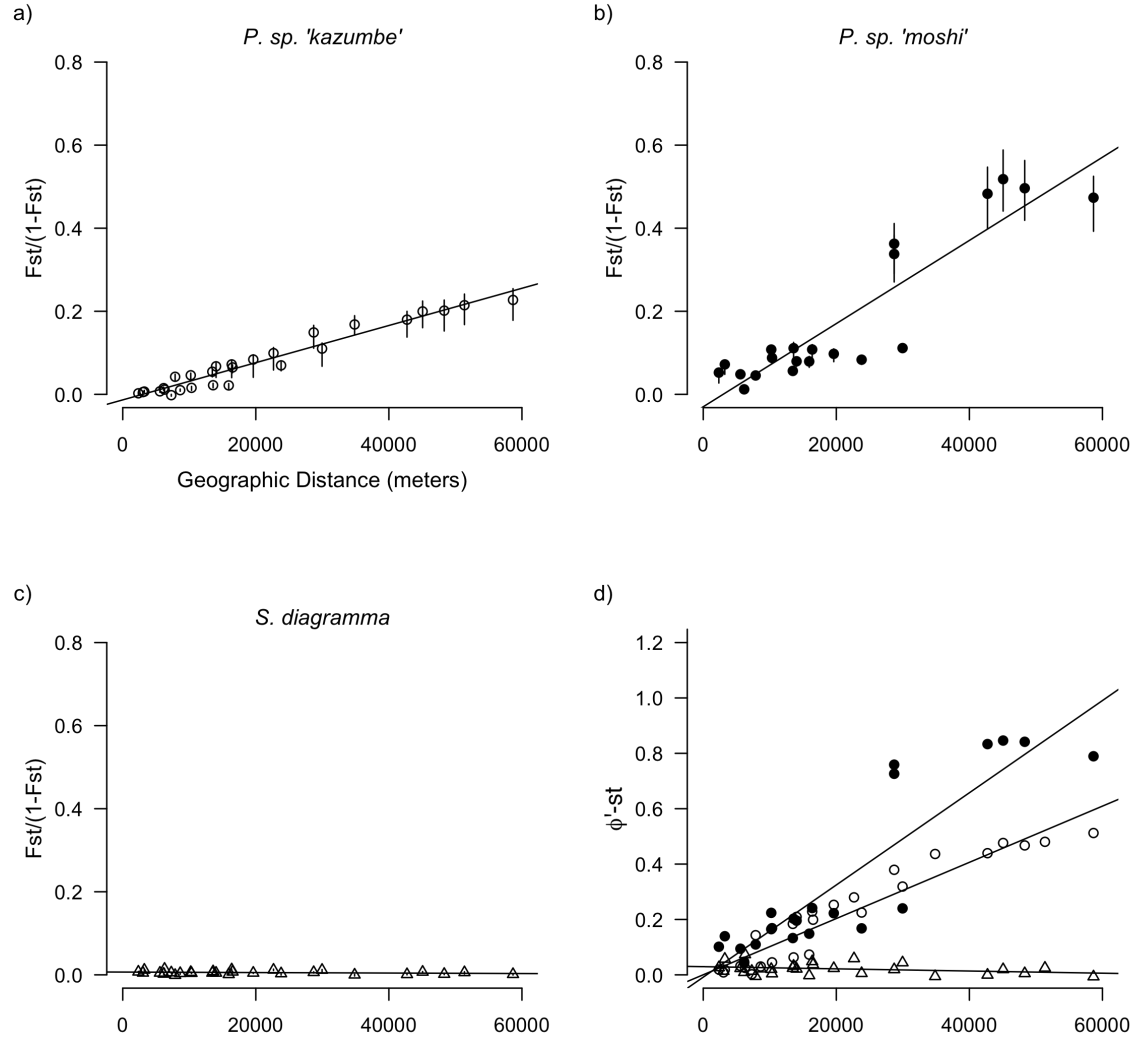 a)
P. sp. 'kazumbe'
0.8
0.6
0.4
0.2
0.0
Fst/(1-Fst)
0 20000 40000 60000
Geographic Distance (meters)
b)
P. sp. 'moshi'
0.8
0.6
0.4
0.2
0.0
Fst/(1-Fst)
0 20000 40000 60000
c)
S. diagramma
0.8
0.6
0.4
0.2
0.0
Fst/(1-Fst)
0 20000 40000 60000
d)
1.2
1.0
0.8
0.6
0.4
0.2
0.0
ϕ'-st
0 20000 40000 60000